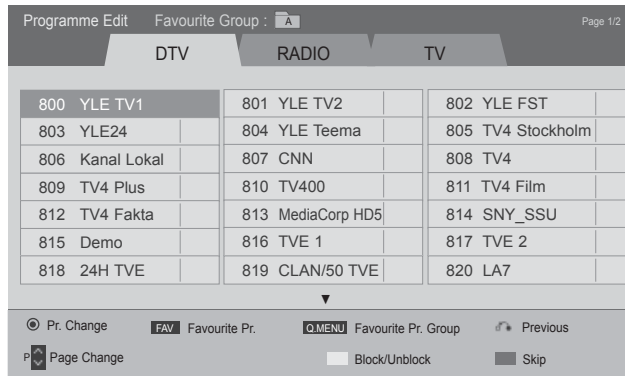 Programme Edit Favourite Group : A Page 1/2
DTV RADIO TV
800 YLE TV1 801 YLE TV2 802 YLE FST
803 YLE24 804 YLE Teema 805 TV4 Stockholm
806 Kanal Lokal 807 CNN 808 TV4
809 TV4 Plus 810 TV400 811 TV4 Film
812 TV4 Fakta 813 MediaCorp HD5 814 SNY_SSU
815 Demo 816 TVE 1 817 TVE 2
818 24H TVE 819 CLAN/50 TVE 820 LA7
Pr. Change FAV Favourite Pr. Q.MENU Favourite Pr. Group Previous
P Page Change Block/Unblock Skip